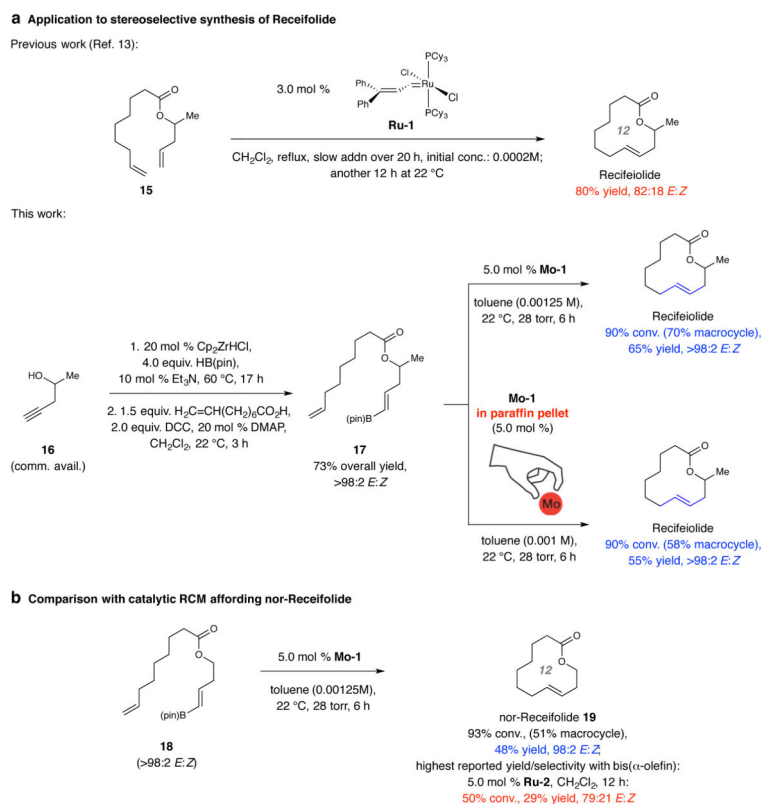 a Application to stereoselective synthesis of Receifolide
Previous work (Ref. 13):
3.0 mol %
PCy3
Cl
Ph
Ru
Ph
Cl
PCy3
Ru-1
O
O
Me
15
CH2Cl2, reflux, slow addn over 20 h, initial conc.: 0.0002M;
another 12 h at 22 °C
O
O
Me
12
Recifeiolide
80% yield, 82:18 E:Z
This work:
HO
Me
16
(comm. avail.)
1. 20 mol % Cp2ZrHCl,
4.0 equiv. HB(pin),
10 mol % Et3N, 60 °C, 17 h
2. 1.5 equiv. H2C=CH(CH2)6CO2H,
2.0 equiv. DCC, 20 mol % DMAP,
CH2Cl2, 22 °C, 3 h
O
O
Me
(pin)B
17
73% overall yield,
>98:2 E:Z
5.0 mol % Mo-1
toluene (0.00125 M),
22 °C, 28 torr, 6 h
O
O
Me
Recifeiolide
90% conv. (70% macrocycle),
65% yield, >98:2 E:Z
Mo-1
in paraffin pellet
(5.0 mol %)
Mo
toluene (0.001 M),
22 °C, 28 torr, 6 h
O
O
Me
Recifeiolide
90% conv. (58% macrocycle),
55% yield, >98:2 E:Z
b Comparison with catalytic RCM affording nor-Receifolide
O
O
(pin)B
18
(>98:2 E:Z)
5.0 mol % Mo-1
toluene (0.00125M),
22 °C, 28 torr, 6 h
O
O
12
nor-Receifolide 19
93% conv., (51% macrocycle),
48% yield, 98:2 E:Z;
highest reported yield/selectivity with bis(α-olefin):
5.0 mol % Ru-2, CH2Cl2, 12 h:
50% conv., 29% yield, 79:21 E:Z